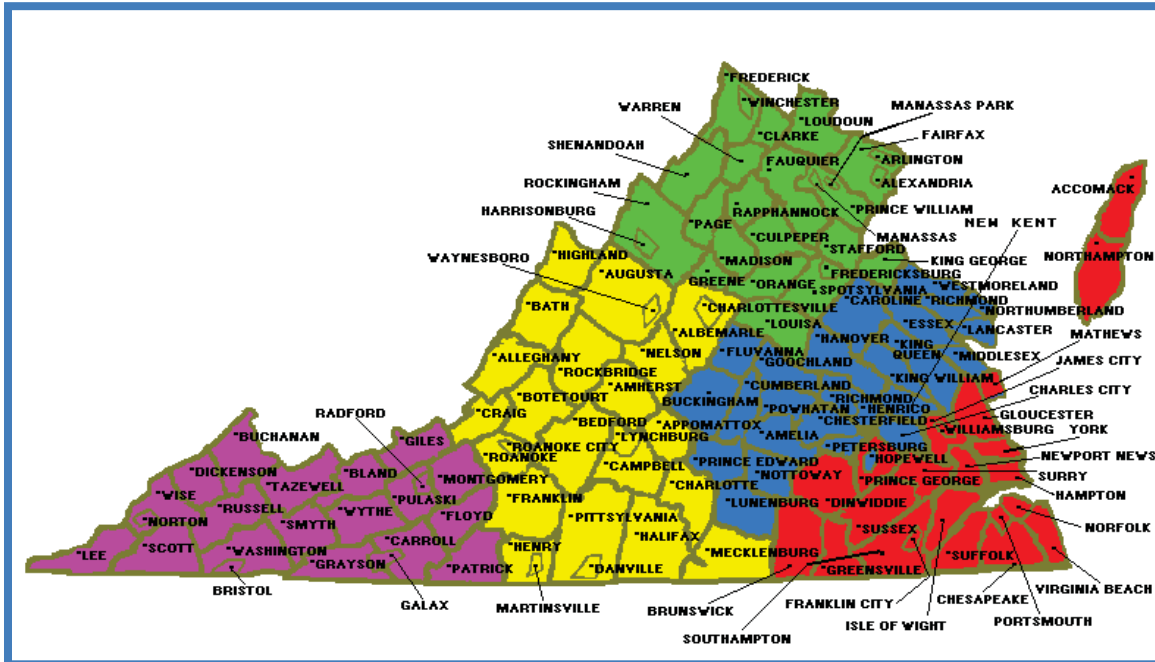 FREDERICK
WINCHESTER
MANASSAS PARK
WARREN
LOUDOUN
CLARKE
FAIRFAX
SHENANDOAH
FAUQUIER
ARLINGTON
ROCKINGHAM
ALEXANDRIA
ACCOMACK
HARRISONBURG
PAGE
RAPPHANNOCK
PRINCE WILLIAM
NEW KENT
CULPEPER
MANASSAS
HIGHLAND
STAFFORD
KING GEORGE
NORTHAMPTON
WAYNESBORO
AUGUSTA
MADISON
GREENE
ORANGE
FREDERICKSBURG
SPOTSYLVANIA
WESTMORELAND
BATH
CHARLOTTESVILLE
CAROLINE
RICHMOND
NORTHUMBERLAND
LOUISA
ALBEMARLE
HANOVER
ESSEX
LANCASTER
MATHEWS
ALLEGHANY
NELSON
FLUVANNA
GOOCHLAND
KING
QUEEN
MIDDLESEX
JAMES CITY
ROCKBRIDGE
AMHERST
CUMBERLAND
KING WILLIAM
BOTETOURT
BUCKINGHAM
RICHMOND
CHARLES CITY
RADFORD
CRAIG
POWHATAN
HENRICO
GLOUCESTER
BEDFORD
APPOMATTOX
CHESTERFIELD
WILLIAMSBURG
YORK
BUCHANAN
GILES
ROANOKE CITY
LYNCHBURG
AMELIA
PETERSBURG
ROANOKE
HOPEWELL
NEWPORT NEWS
DICKENSON
BLAND
MONTGOMERY
CAMPBELL
PRINCE EDWARD
NOTTOWAY
SURRY
TAZEWELL
CHARLOTTE
PRINCE GEORGE
WISE
PULASKI
FRANKLIN
LUNENBURG
DINWIDDIE
HAMPTON
RUSSELL
WYTHE
FLOYD
PITTSYLVANIA
NORTON
SMYTH
HALIFAX
SUSSEX
NORFOLK
LEE
SCOTT
WASHINGTON
CARROLL
HENRY
MECKLENBURG
SUFFOLK
GRAYSON
PATRICK
DANVILLE
GREENSVILLE
BRISTOL
VIRGINIA BEACH
GALAX
MARTINSVILLE
BRUNSWICK
FRANKLIN CITY
CHESAPEAKE
ISLE OF WIGHT
PORTSMOUTH
SOUTHAMPTON